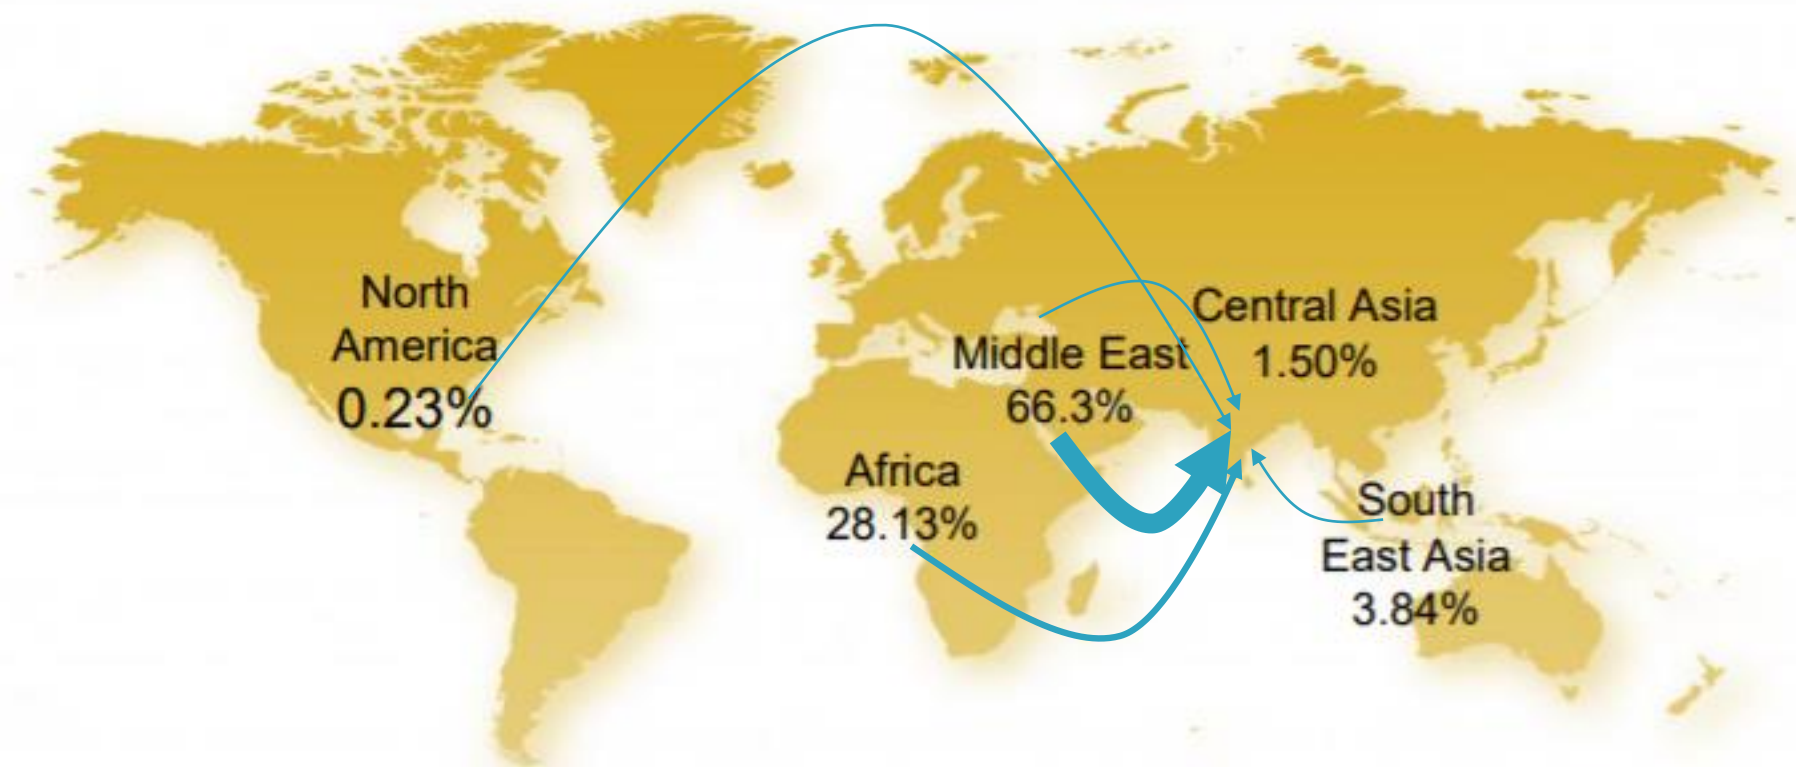 North
America
0.23%
Central Asia
1.50%
Middle East
66.3%
Africa
28.13%
South
East Asia
3.84%